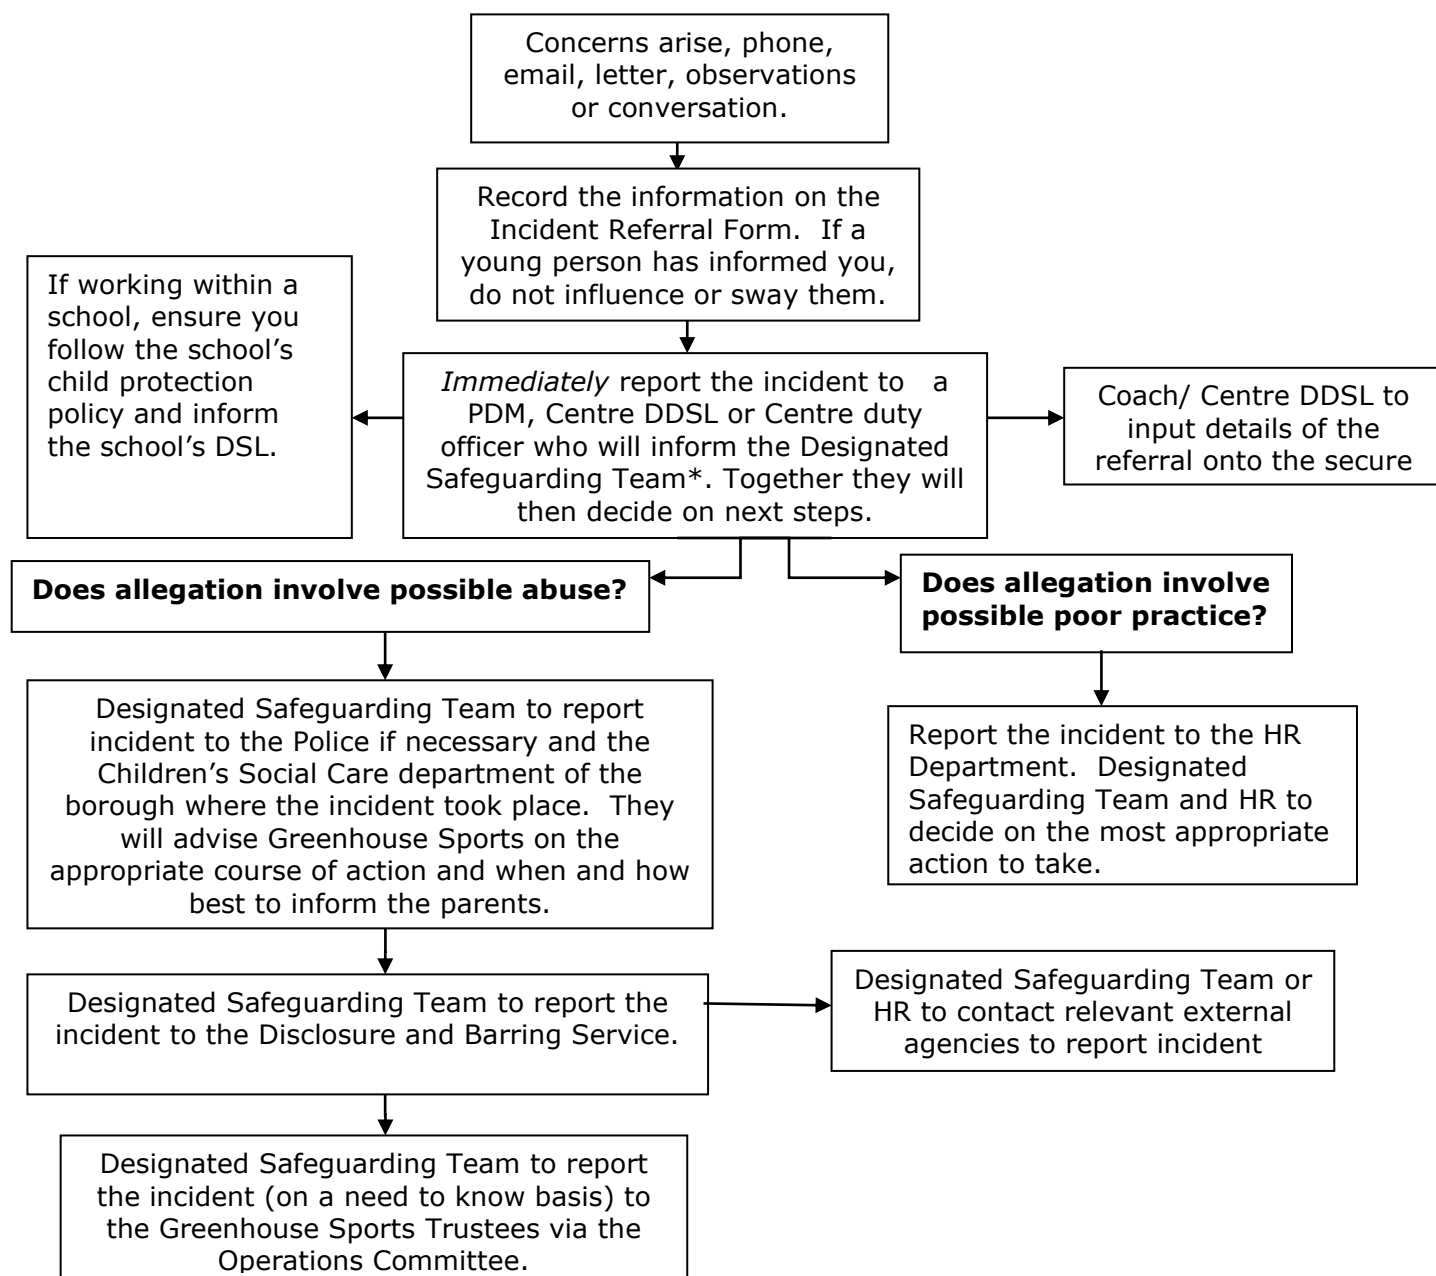 Concerns arise, phone,
email, letter, observations
or conversation.
Record the information on the
Incident Referral Form.  If a
young person has informed you,
do not influence or sway them.
If working within a
school, ensure you
follow the school’s
child protection
policy and inform
the school’s DSL.
Immediately report the incident to a
PDM, Centre DDSL or Centre duty
officer who will inform the Designated
Safeguarding Team*. Together they will
then decide on next steps.
Coach/ Centre DDSL to
input details of the
referral onto the secure
Does allegation involve possible abuse?
Does allegation involve
possible poor practice?
Designated Safeguarding Team to report
incident to the Police if necessary and the
Children’s Social Care department of the
borough where the incident took place.  They
will advise Greenhouse Sports on the
appropriate course of action and when and how
best to inform the parents.
Report the incident to the HR
Department.  Designated
Safeguarding Team and HR to
decide on the most appropriate
action to take.
Designated Safeguarding Team to report the
incident to the Disclosure and Barring Service.
Designated Safeguarding Team or
HR to contact relevant external
agencies to report incident
Designated Safeguarding Team to report
the incident (on a need to know basis) to
the Greenhouse Sports Trustees via the
Operations Committee.